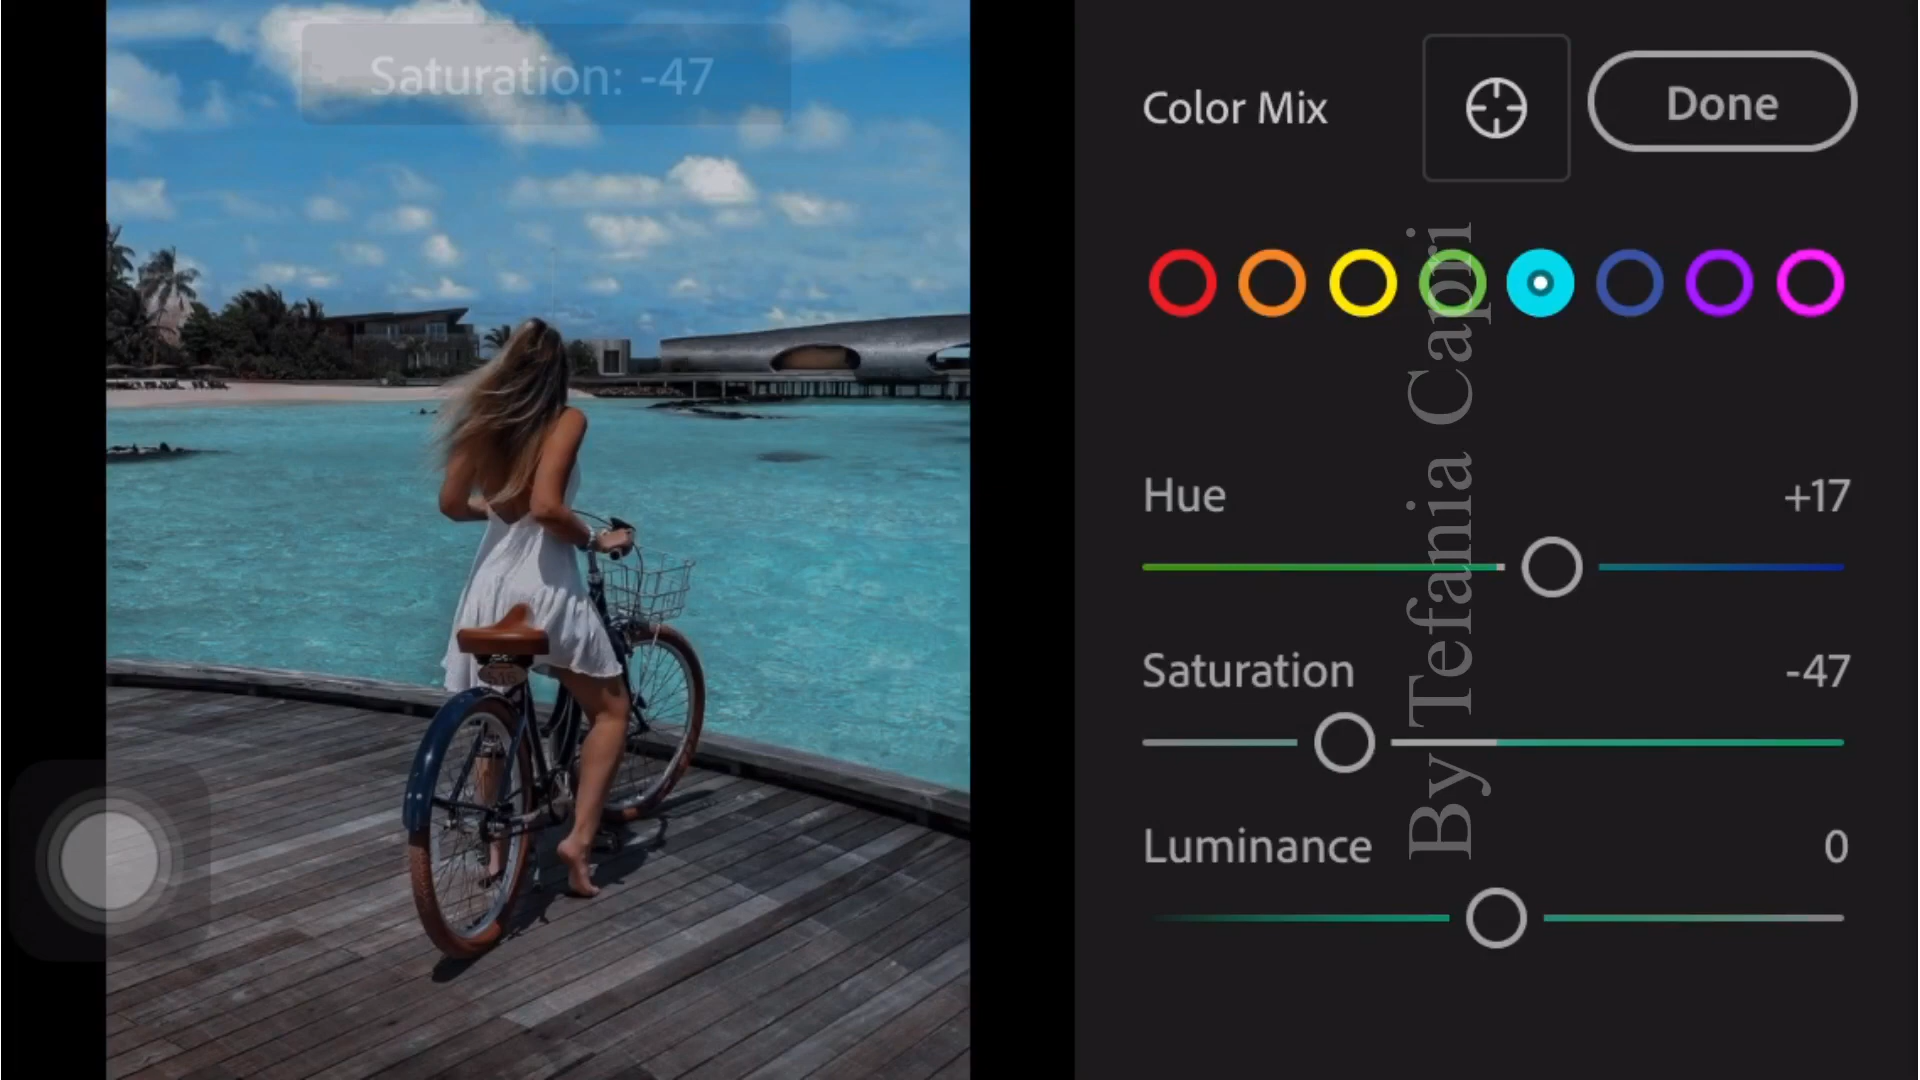 Saturation: -47
Color Mix
Done
Hue
+17
Saturation
-47
Luminance
0
By Tefania Capri